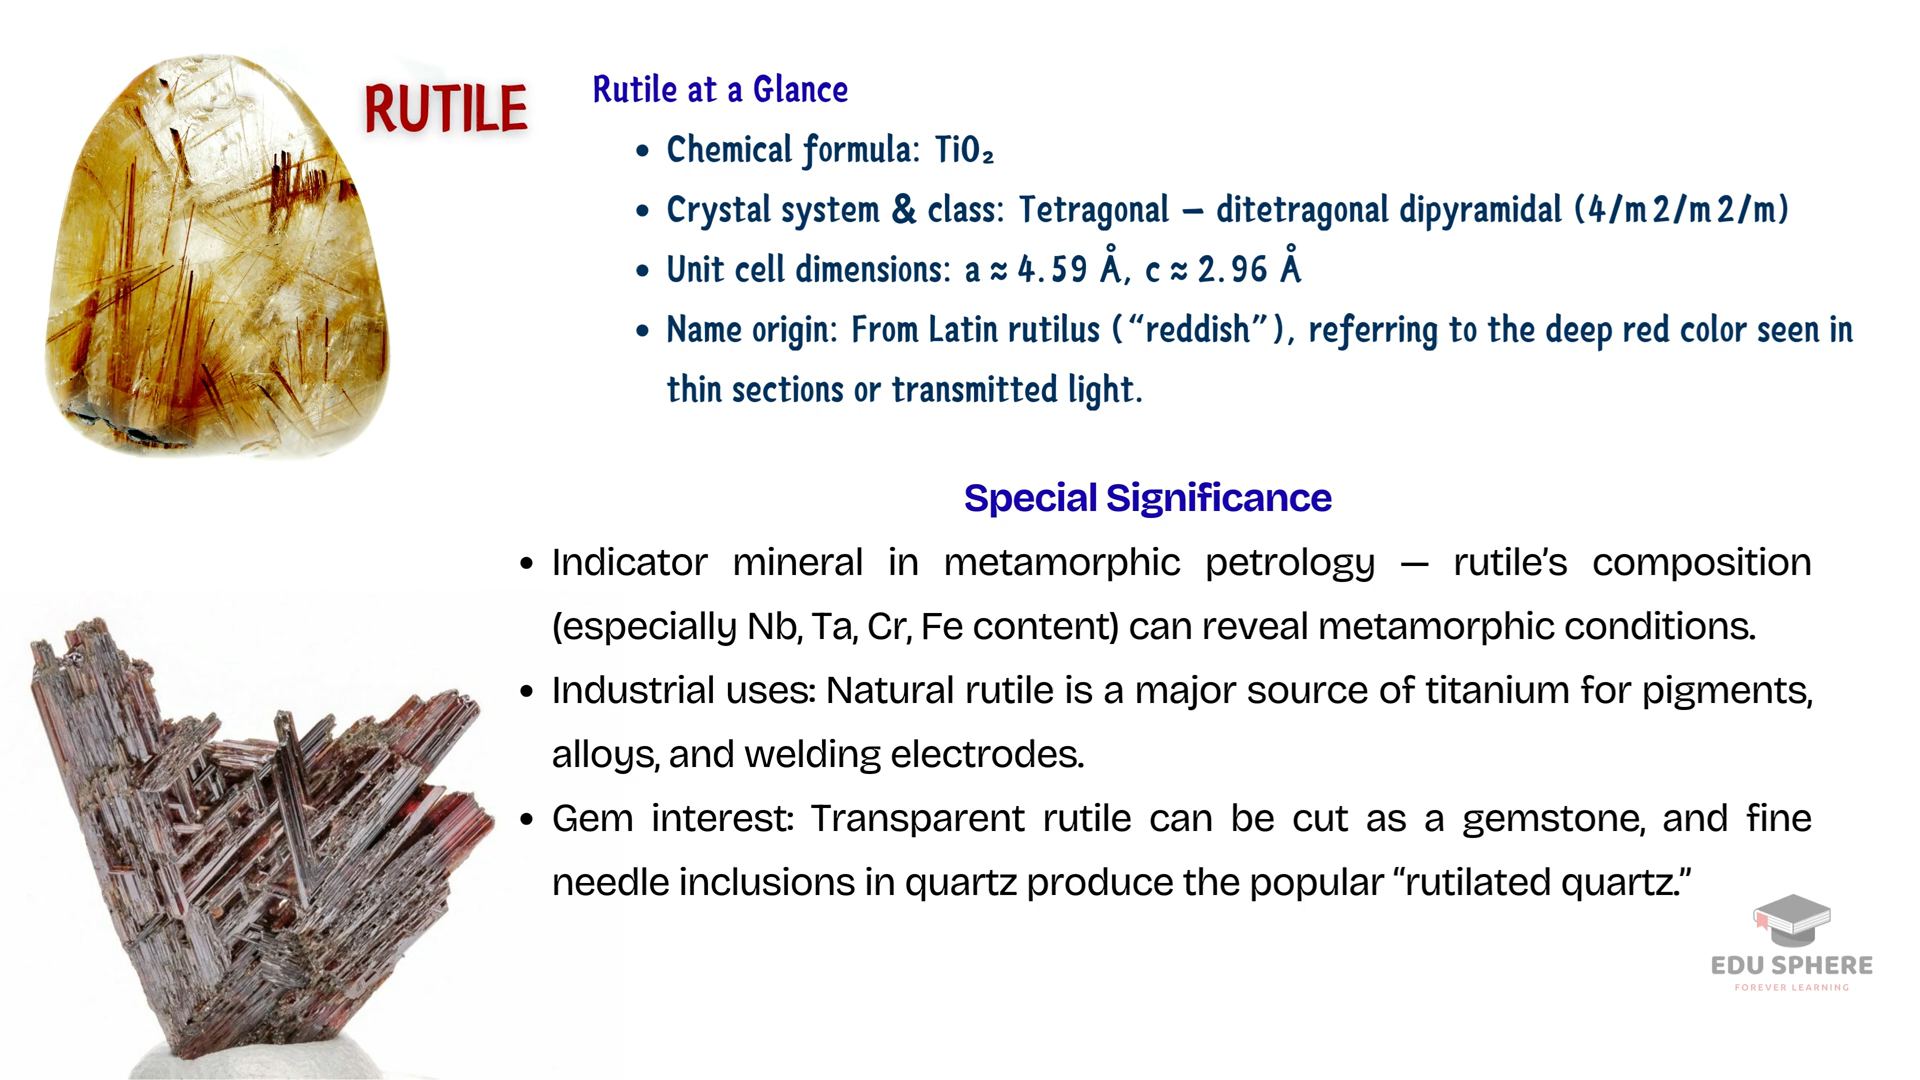 RUTILE
Rutile at a Glance
• Chemical formula: TiO₂
• Crystal system & class: Tetragonal – ditetragonal dipyramidal (4/m 2/m 2/m)
• Unit cell dimensions: a ≈ 4.59 Å, c ≈ 2.96 Å
• Name origin: From Latin rutilus (“reddish”), referring to the deep red color seen in
thin sections or transmitted light.
Special Significance
• Indicator mineral in metamorphic petrology — rutile’s composition
(especially Nb, Ta, Cr, Fe content) can reveal metamorphic conditions.
• Industrial uses: Natural rutile is a major source of titanium for pigments,
alloys, and welding electrodes.
• Gem interest: Transparent rutile can be cut as a gemstone, and fine
needle inclusions in quartz produce the popular “rutilated quartz.”
EDU SPHERE
FOREVER LEARNING